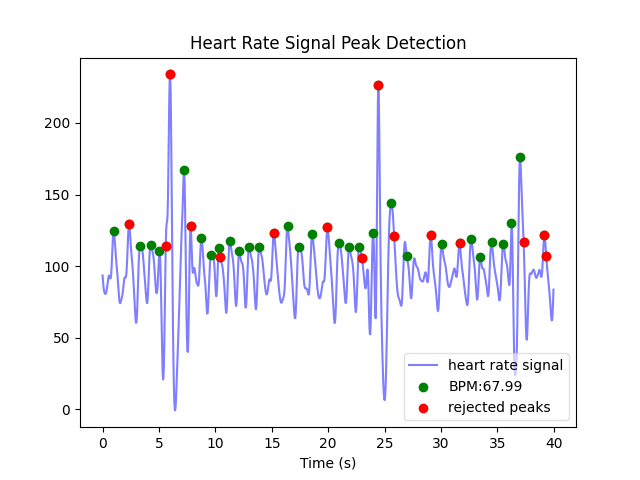 Heart Rate Signal Peak Detection
200
150
100
50
0
heart rate signal
BPM:67.99
rejected peaks
0 5 10 15 20 25 30 35 40
Time (s)